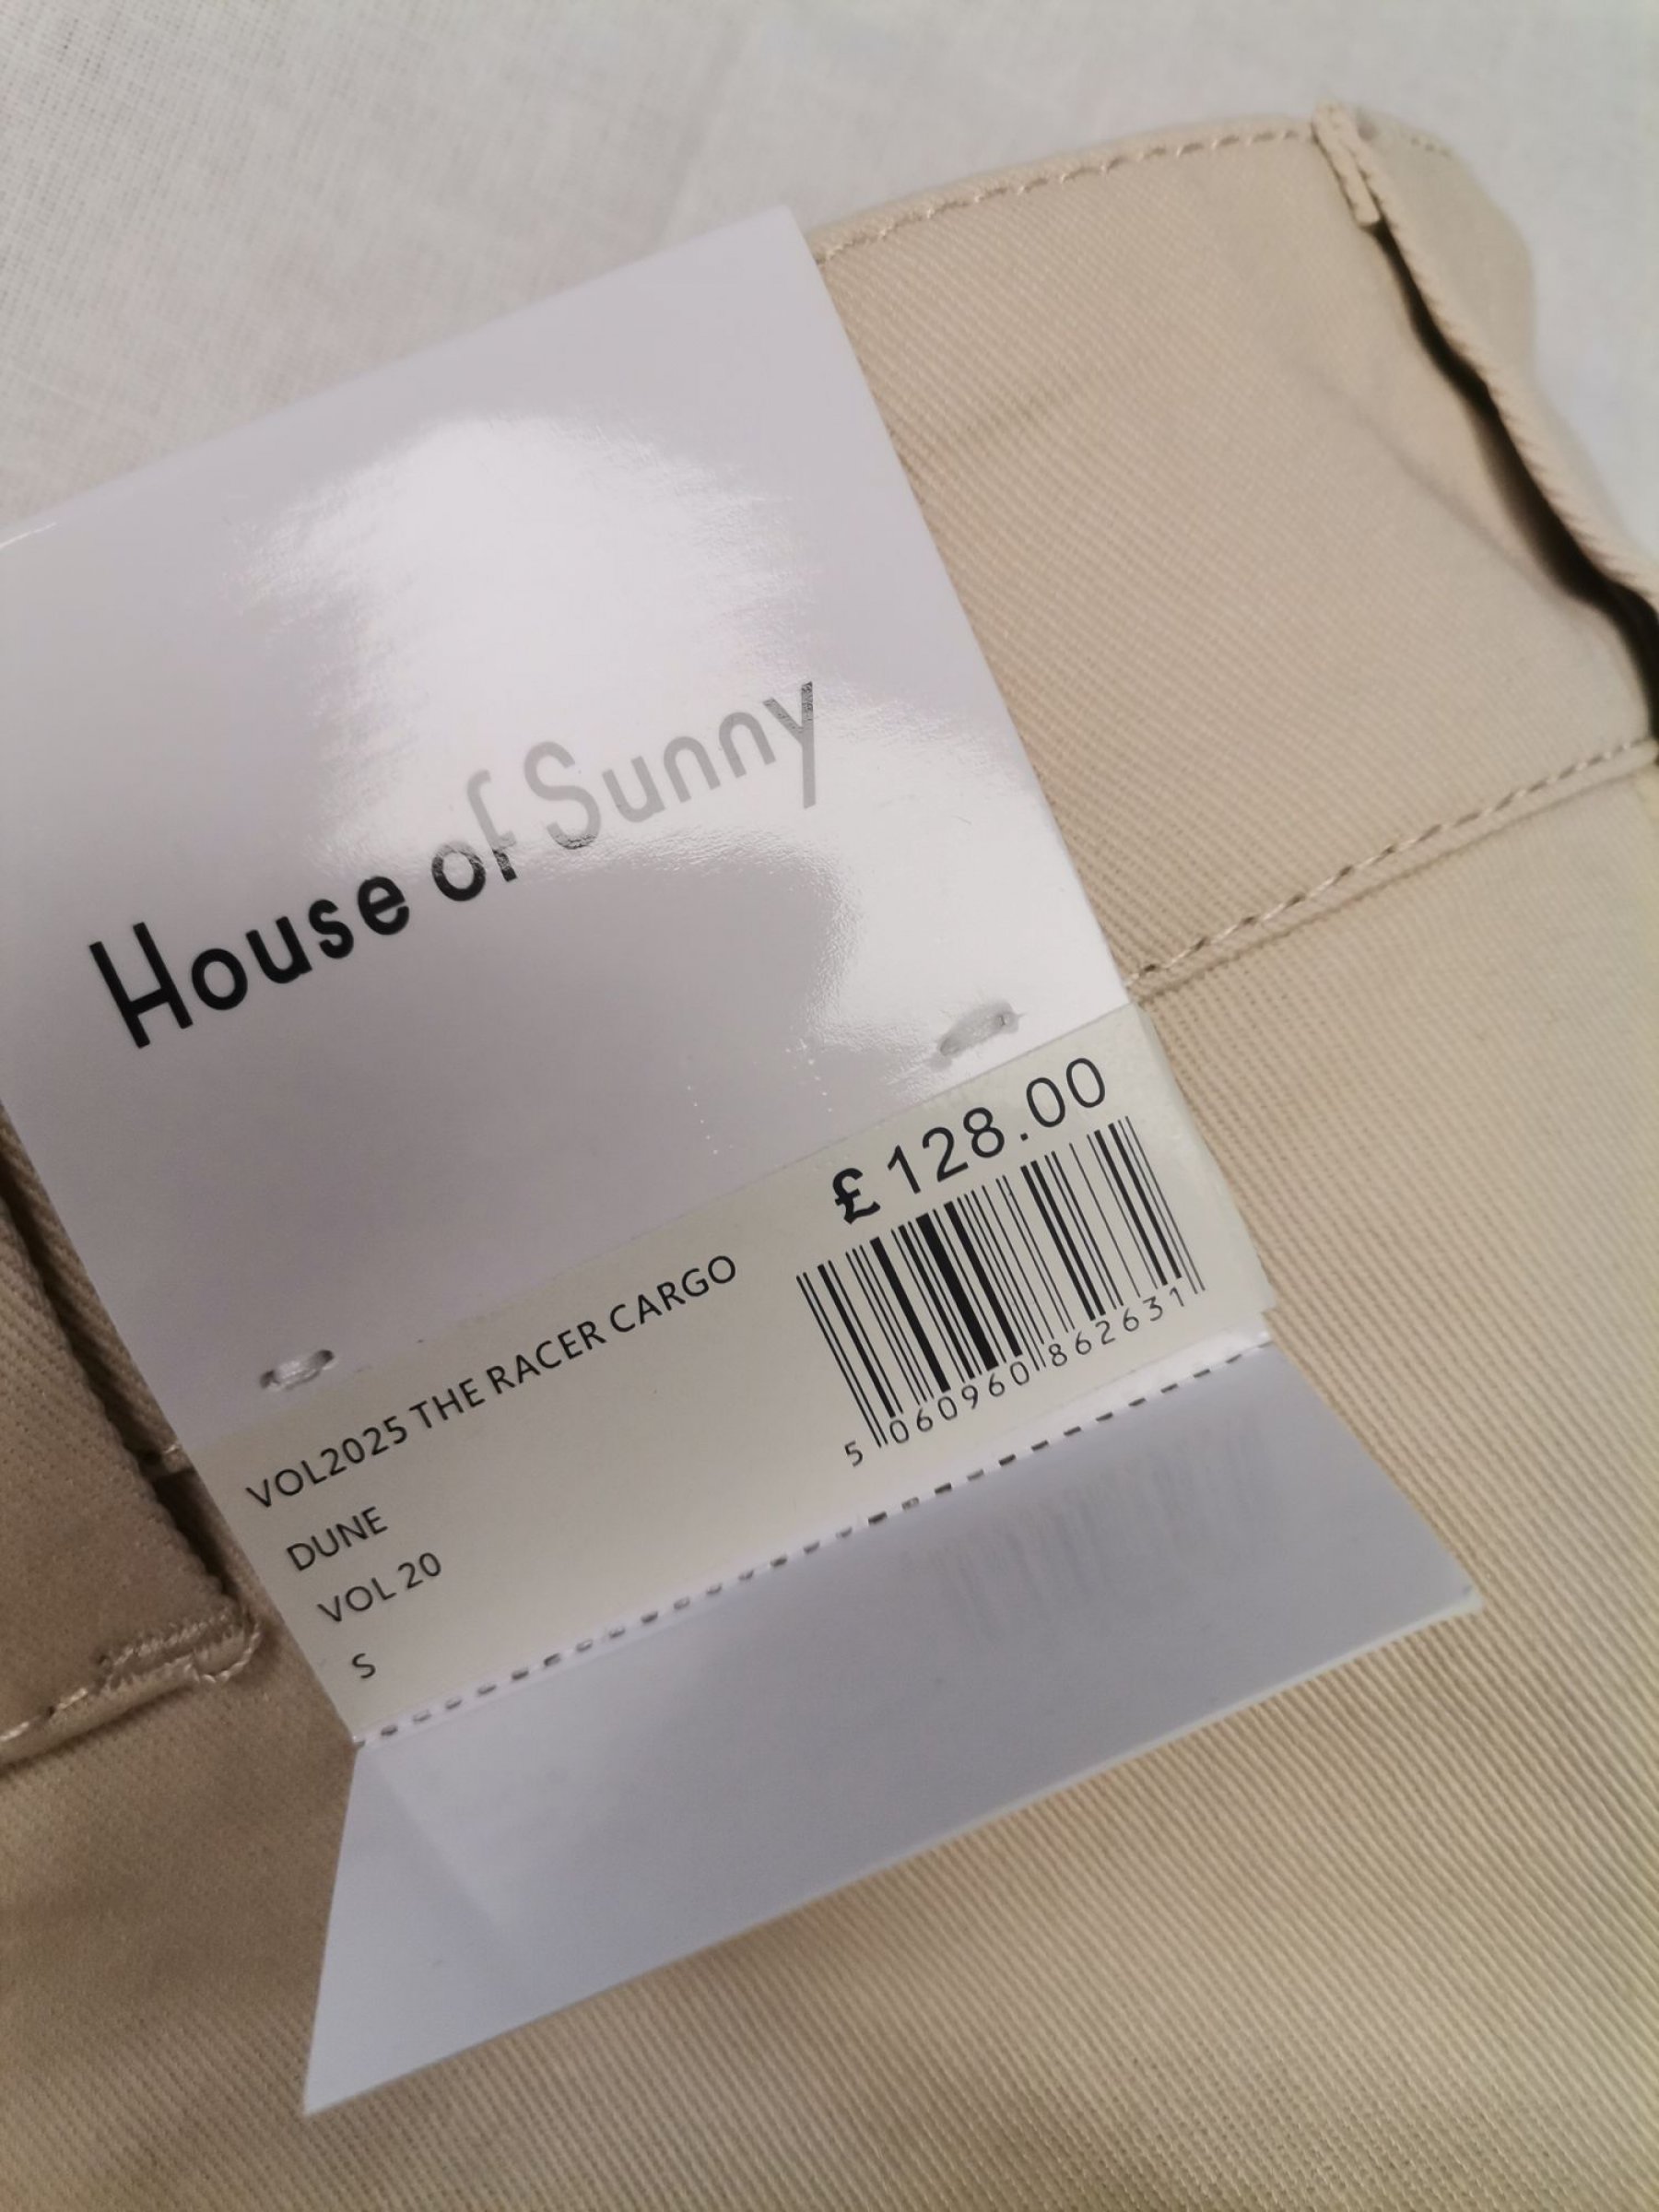 House of Sunny
£128.00
VOL2025 THE RACER CARGO
DUNE
VOL 20
S
5 060960 862631